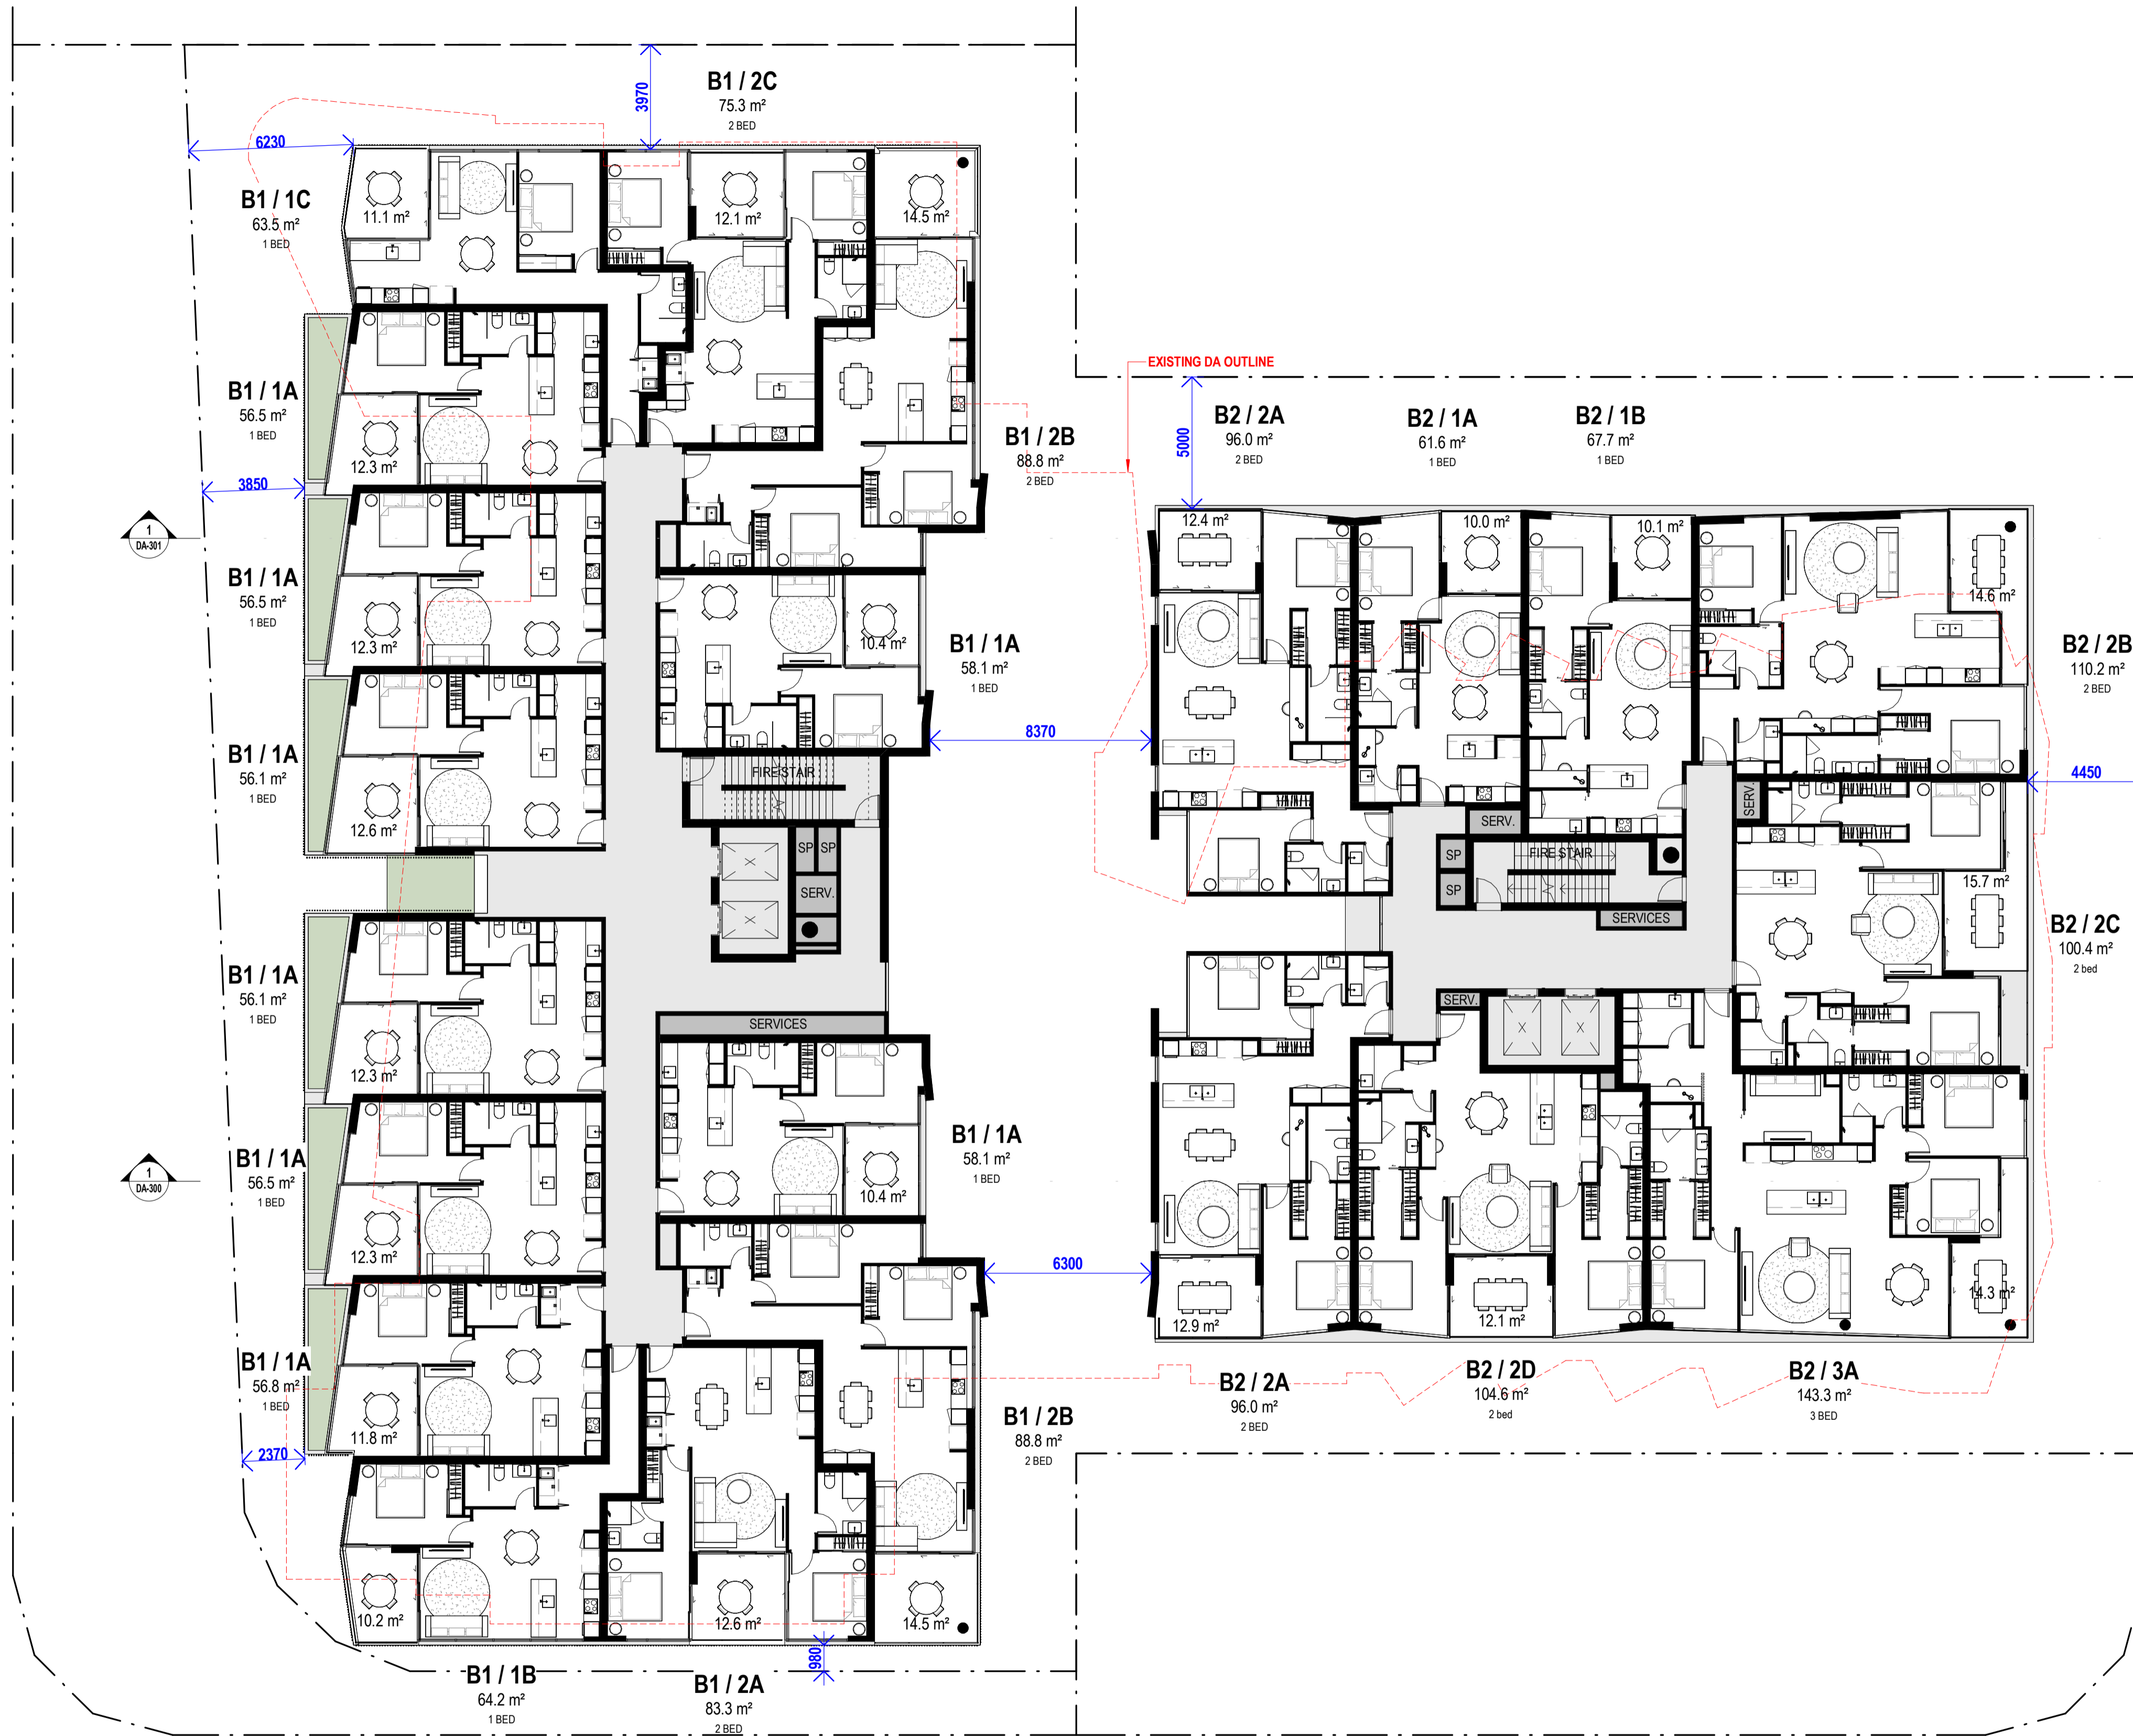 3970
B1 / 2C
75.3 m²
2 BED
6230
B1 / 1C
63.5 m²
1 BED
11.1 m²
12.1 m²
14.5 m²
EXISTING DA OUTLINE
B1 / 1A
56.5 m²
1 BED
12.3 m²
B1 / 2B
88.8 m²
2 BED
5000
B2 / 2A
96.0 m²
2 BED
B2 / 1A
61.6 m²
1 BED
B2 / 1B
67.7 m²
1 BED
3850
1
DA-301
12.4 m²
10.0 m²
10.1 m²
14.6 m²
B1 / 1A
56.5 m²
1 BED
12.3 m²
10.4 m²
B1 / 1A
58.1 m²
1 BED
B2 / 2B
110.2 m²
2 BED
B1 / 1A
56.1 m²
1 BED
12.6 m²
8370
4450
FIRE STAIR
SP
SP
SERV.
SERV.
SERV.
SP
SP
FIRE STAIR
SERVICES
15.7 m²
B2 / 2C
100.4 m²
2 bed
B1 / 1A
56.1 m²
1 BED
12.3 m²
SERVICES
SERV.
1
DA-300
B1 / 1A
56.5 m²
1 BED
12.3 m²
10.4 m²
B1 / 1A
58.1 m²
1 BED
6300
12.9 m²
12.1 m²
14.3 m²
B1 / 1A
56.8 m²
1 BED
11.8 m²
B1 / 2B
88.8 m²
2 BED
B2 / 2A
96.0 m²
2 BED
B2 / 2D
104.6 m²
2 bed
B2 / 3A
143.3 m²
3 BED
2370
10.2 m²
12.6 m²
14.5 m²
980
B1 / 1B
64.2 m²
1 BED
B1 / 2A
83.3 m²
2 BED